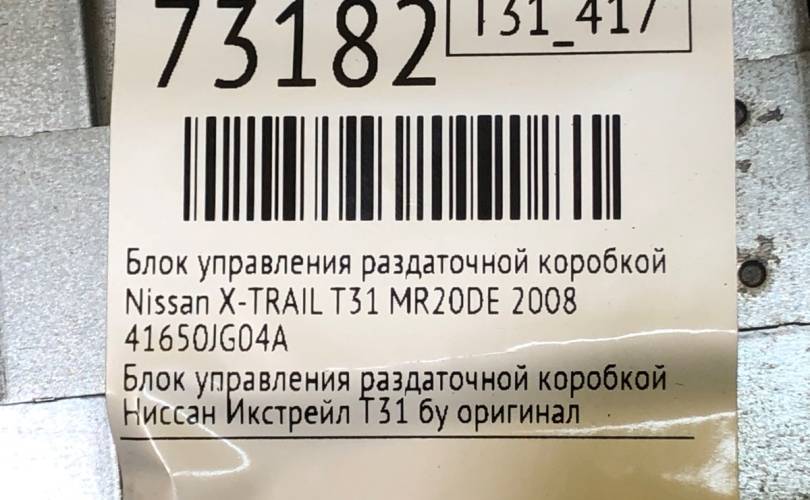 73182
T31_417
Блок управления раздаточной коробкой
Nissan X-TRAIL T31 MR20DE 2008
41650JG04A
Блок управления раздаточной коробкой
Ниссан Икстрейл Т31 бу оригинал